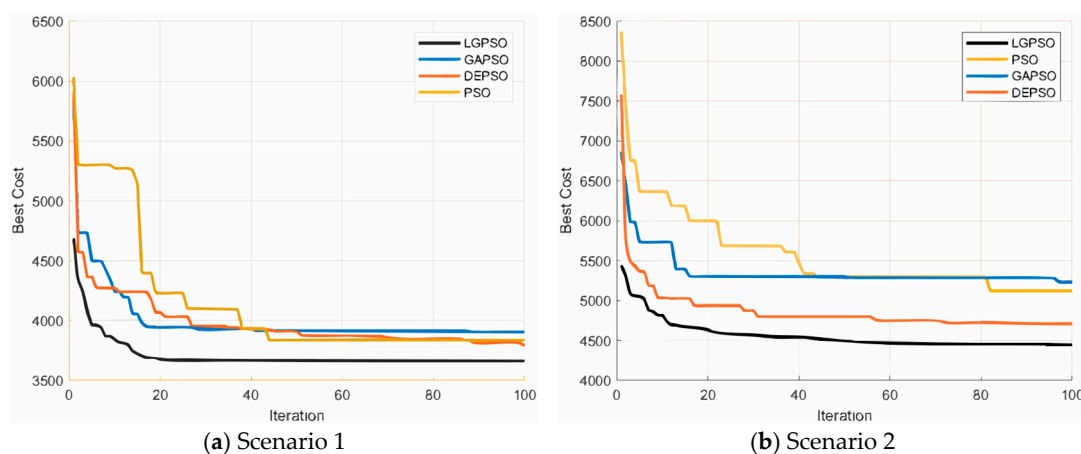 6500
6000
5500
5000
4500
4000
3500
Best Cost
0
20
40
60
80
100
Iteration
LGPSO
GAPSO
DEPSO
PSO
(a) Scenario 1
8500
8000
7500
7000
6500
6000
5500
5000
4500
4000
Best Cost
0
20
40
60
80
100
Iteration
LGPSO
PSO
GAPSO
DEPSO
(b) Scenario 2